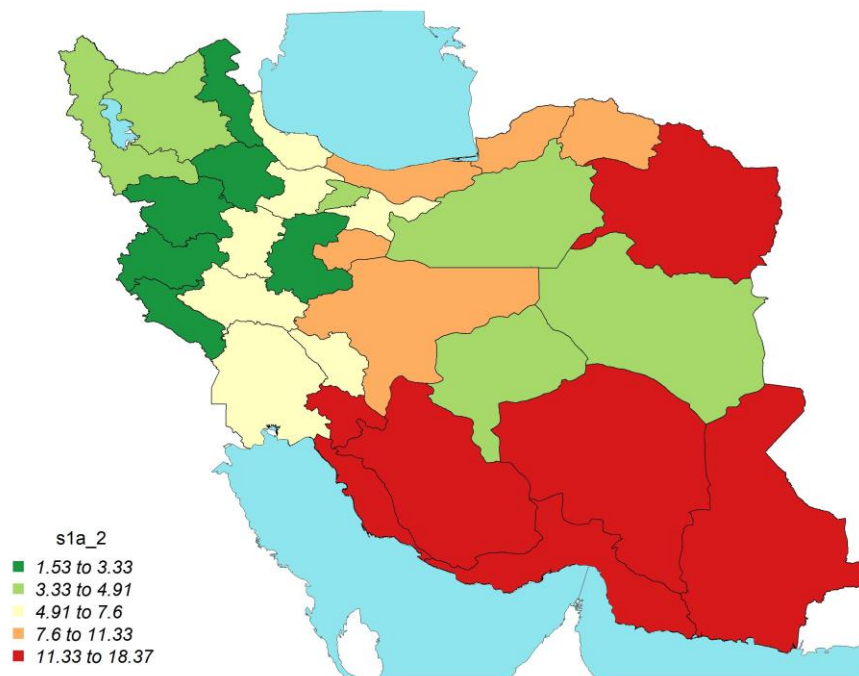 s1a_2
1.53 to 3.33
3.33 to 4.91
4.91 to 7.6
7.6 to 11.33
11.33 to 18.37